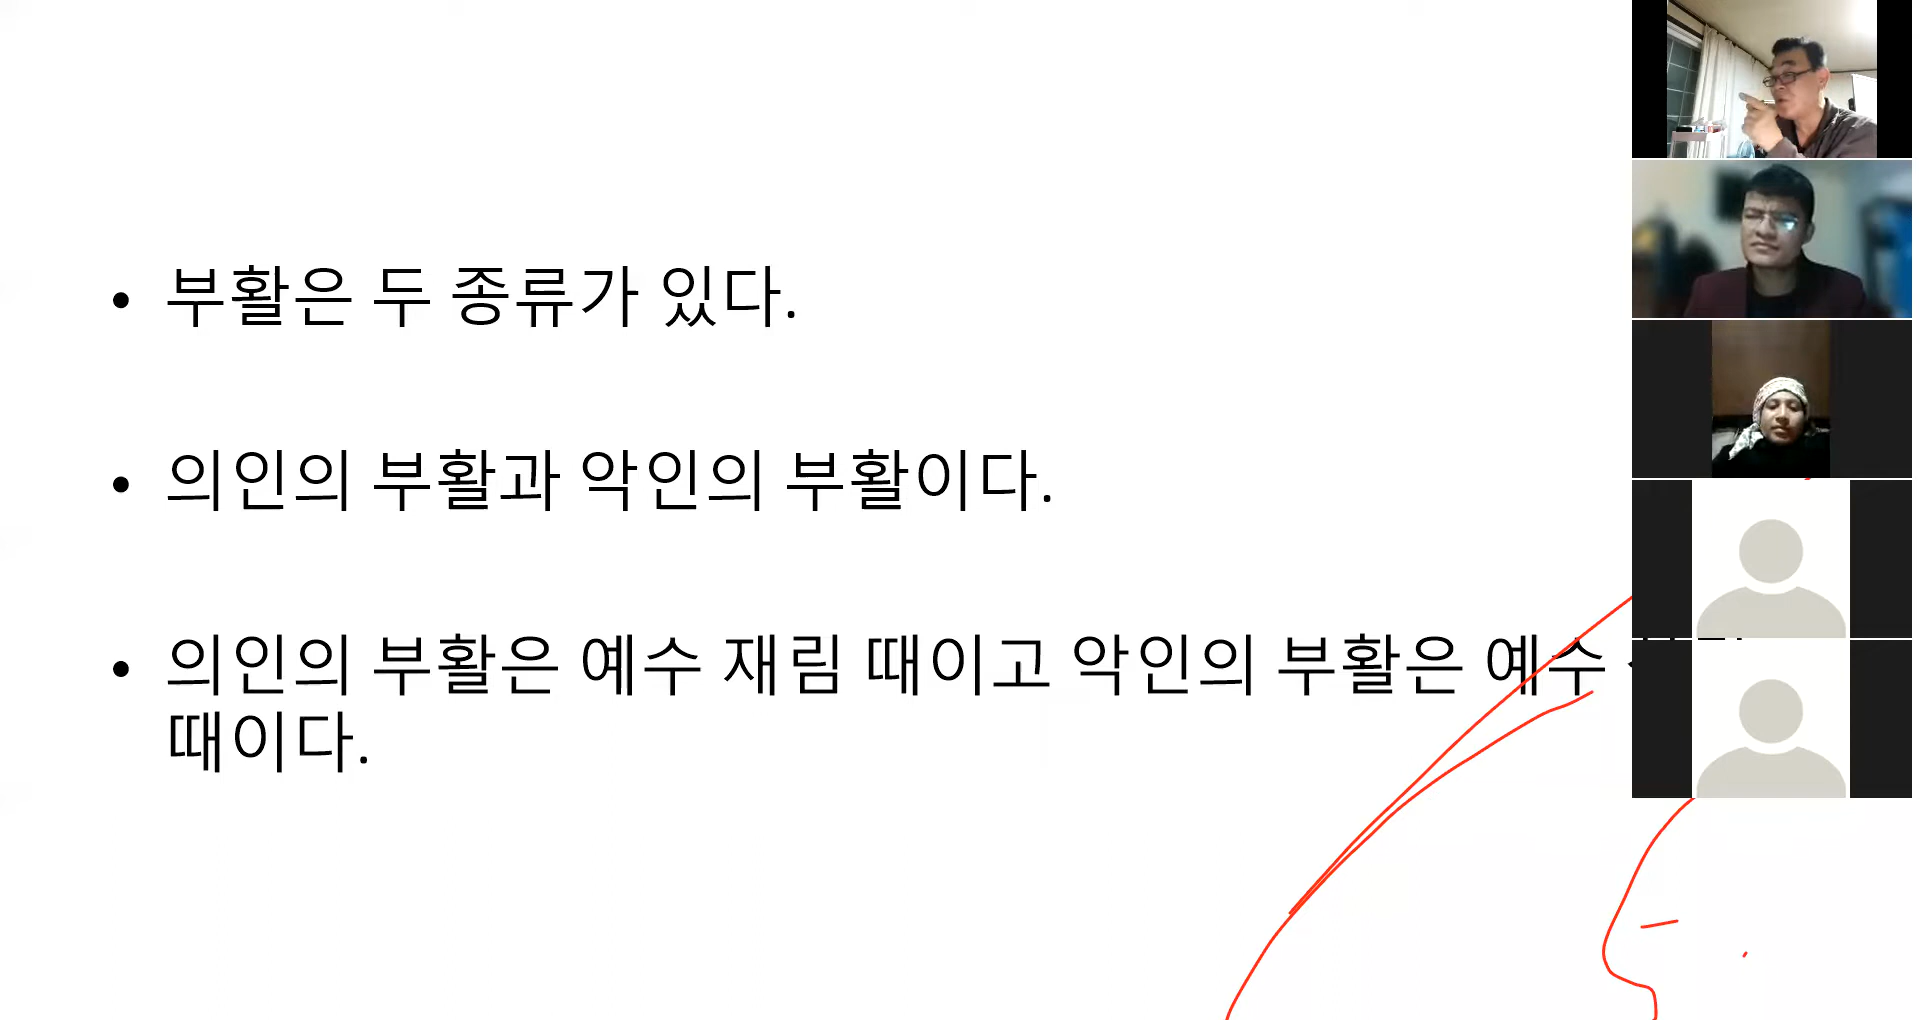 • 부활은 두 종류가 있다.
• 의인의 부활과 악인의 부활이다.
• 의인의 부활은 예수 재림 때이고 악인의 부활은 예수
때이다.